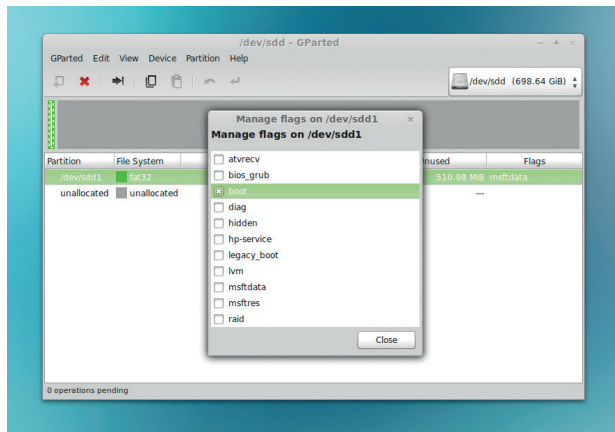 /dev/sdd - GParted
GParted Edit View Device Partition Help
/dev/sdd (698.64 GiB)
Manage flags on /dev/sdd1
Manage flags on /dev/sdd1
Partition File System nused Flags
/dev/sdd1 fat32 510.98 MiB msftdata
unallocated unallocated ---
atvrecv
bios_grub
boot
diag
hidden
hp-service
legacy_boot
lvm
msftdata
msftres
raid
Close
0 operations pending